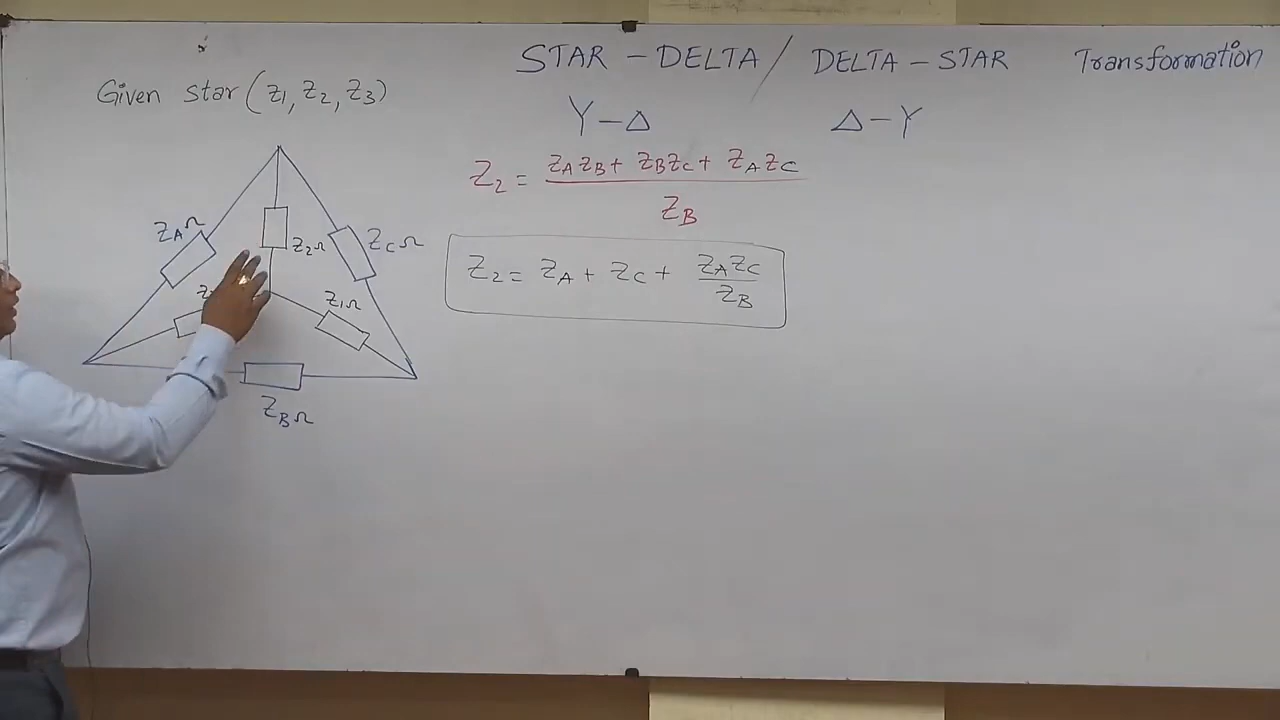 STAR – DELTA / DELTA – STAR Transformation
Y – Δ Δ – Y
Given star (Z1, Z2, Z3)
Z2 = ZAZB + ZBZC + ZAZC
ZB
Z2 = ZA + ZC + ZAZC
ZB
ZAΩ
Z2Ω
ZCΩ
Z1Ω
ZBΩ